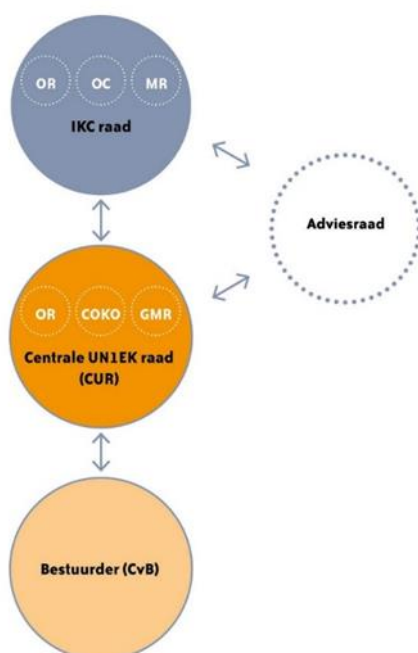 OR OC MR
IKC raad
Adviesraad
OR COKO GMR
Centrale UN1EK raad
(CUR)
Bestuurder (CvB)